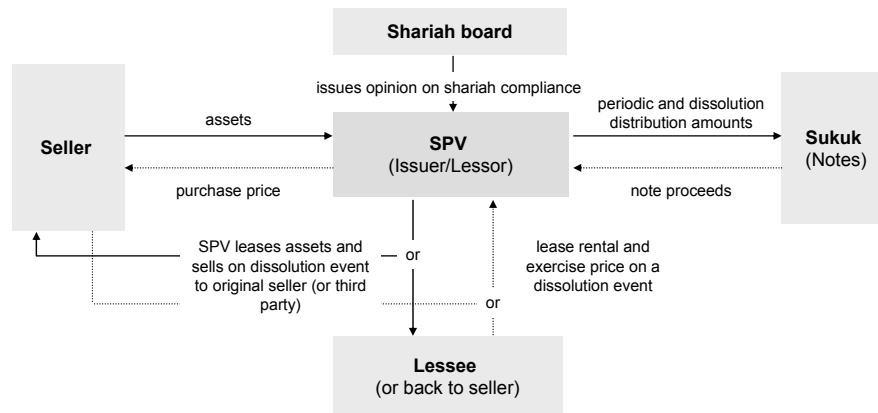 Shariah board
issues opinion on shariah compliance
Seller
assets
purchase price
SPV
(Issuer/Lessor)
periodic and dissolution
distribution amounts
note proceeds
Sukuk
(Notes)
SPV leases assets and
sells on dissolution event
to original seller (or third
party)
or
lease rental and
exercise price on a
dissolution event
or
Lessee
(or back to seller)